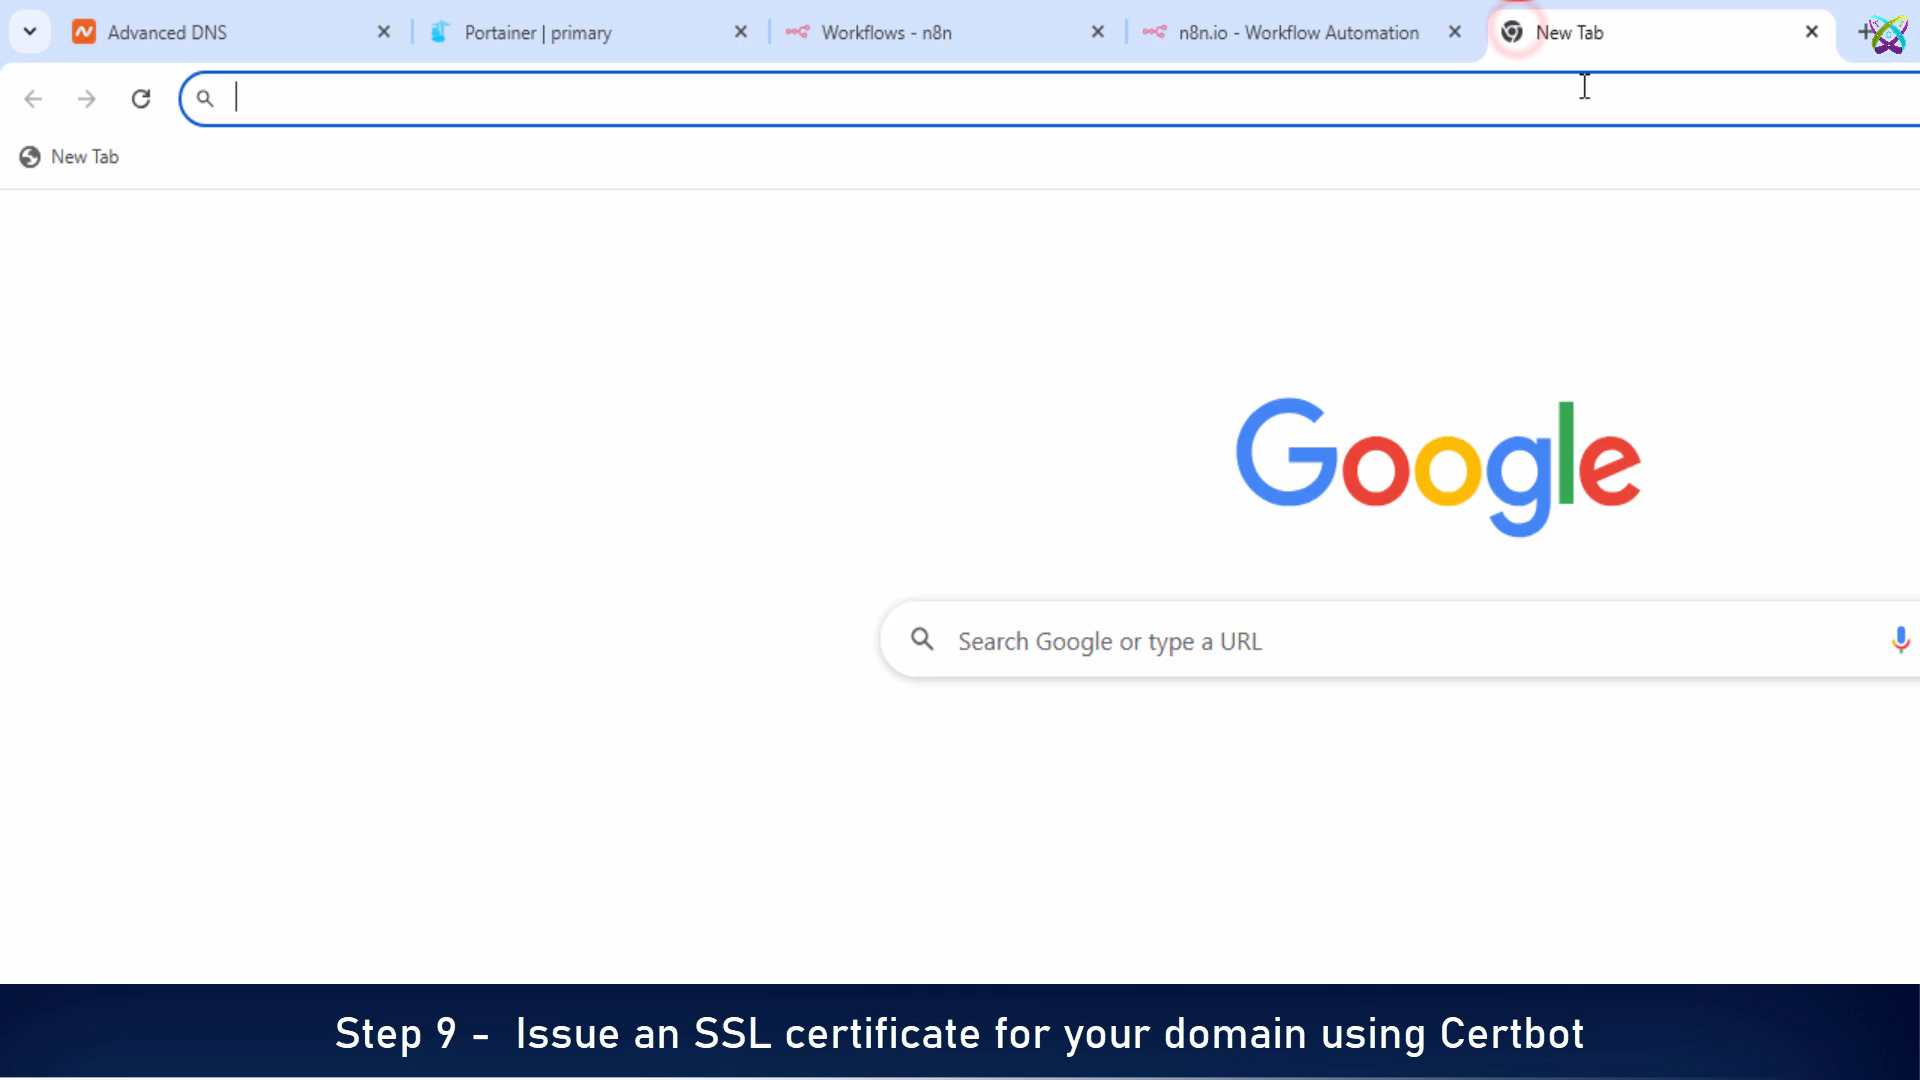 Advanced DNS
Portainer | primary
Workflows - n8n
n8n.io - Workflow Automation
New Tab
New Tab
Google
Search Google or type a URL
Step 9 - Issue an SSL certificate for your domain using Certbot